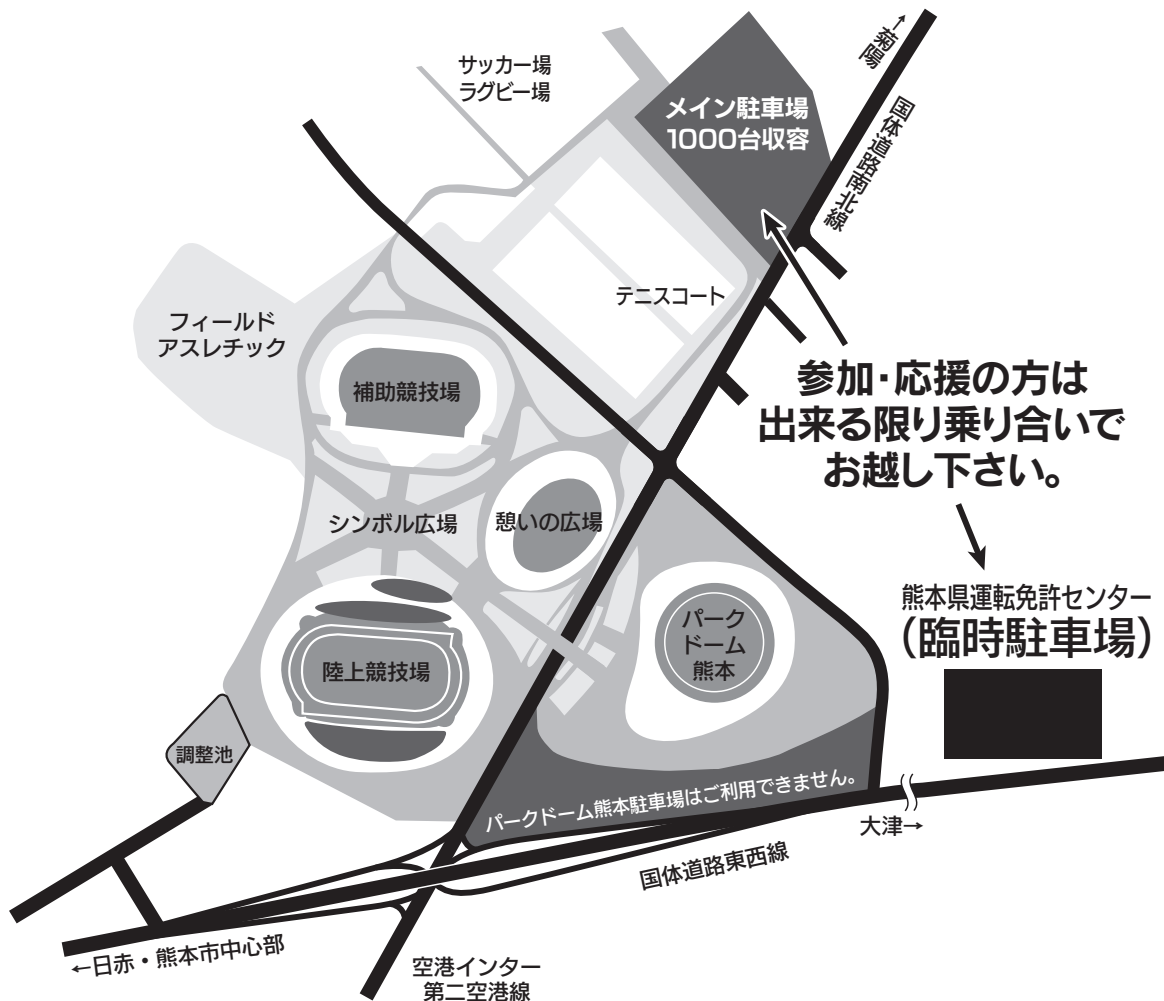 ←菊陽
国体道路南北線
サッカー場
ラグビー場
メイン駐車場
1000台収容
テニスコート
フィールド
アスレチック
補助競技場
参加・応援の方は
出来る限り乗り合いで
お越し下さい。
シンボル広場
憩いの広場
熊本県運転免許センター
(臨時駐車場)
パーク
ドーム
熊本
陸上競技場
調整池
パークドーム熊本駐車場はご利用できません。
大津→
国体道路東西線
←日赤・熊本市中心部
空港インター
第二空港線